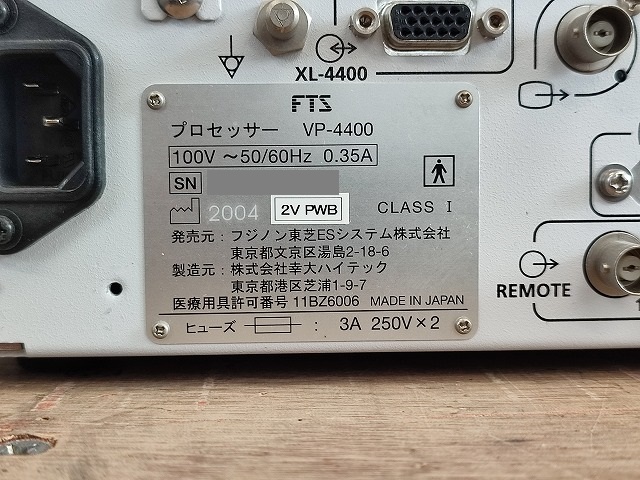 XL-4400
FTS
プロセッサー VP-4400
100V ～50/60Hz 0.35A
SN
2004 2V PWB CLASS I
発売元：フジノン東芝ESシステム株式会社
東京都文京区湯島2-18-6
製造元：株式会社幸大ハイテック
東京都港区芝浦1-9-7
医療用具許可番号 11BZ6006 MADE IN JAPAN
ヒューズ : 3A 250V×2
REMOTE